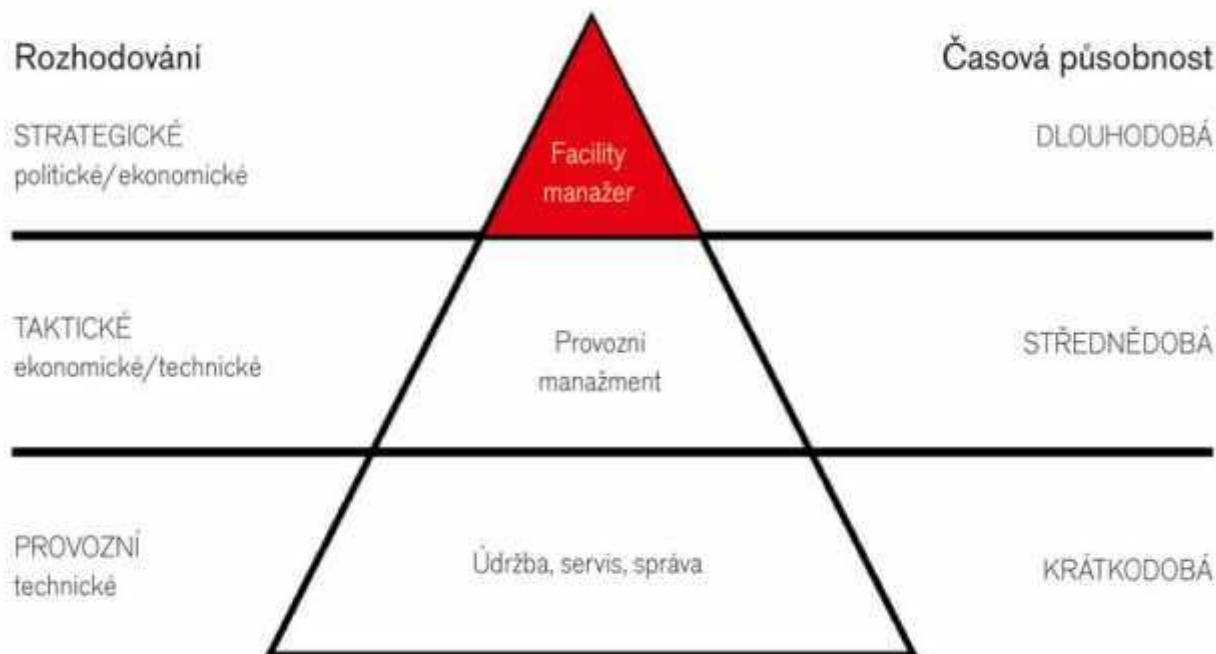 Rozhodování
Časová působnost
STRATEGICKÉ
politické/ekonomické
Facility
manažer
DLOUHODOBÁ
TAKTICKÉ
ekonomické/technické
Provozni
manažment
STŘEDNĚDOBÁ
PROVOZNÍ
technické
Údržba, servis, správa
KRÁTKODOBÁ